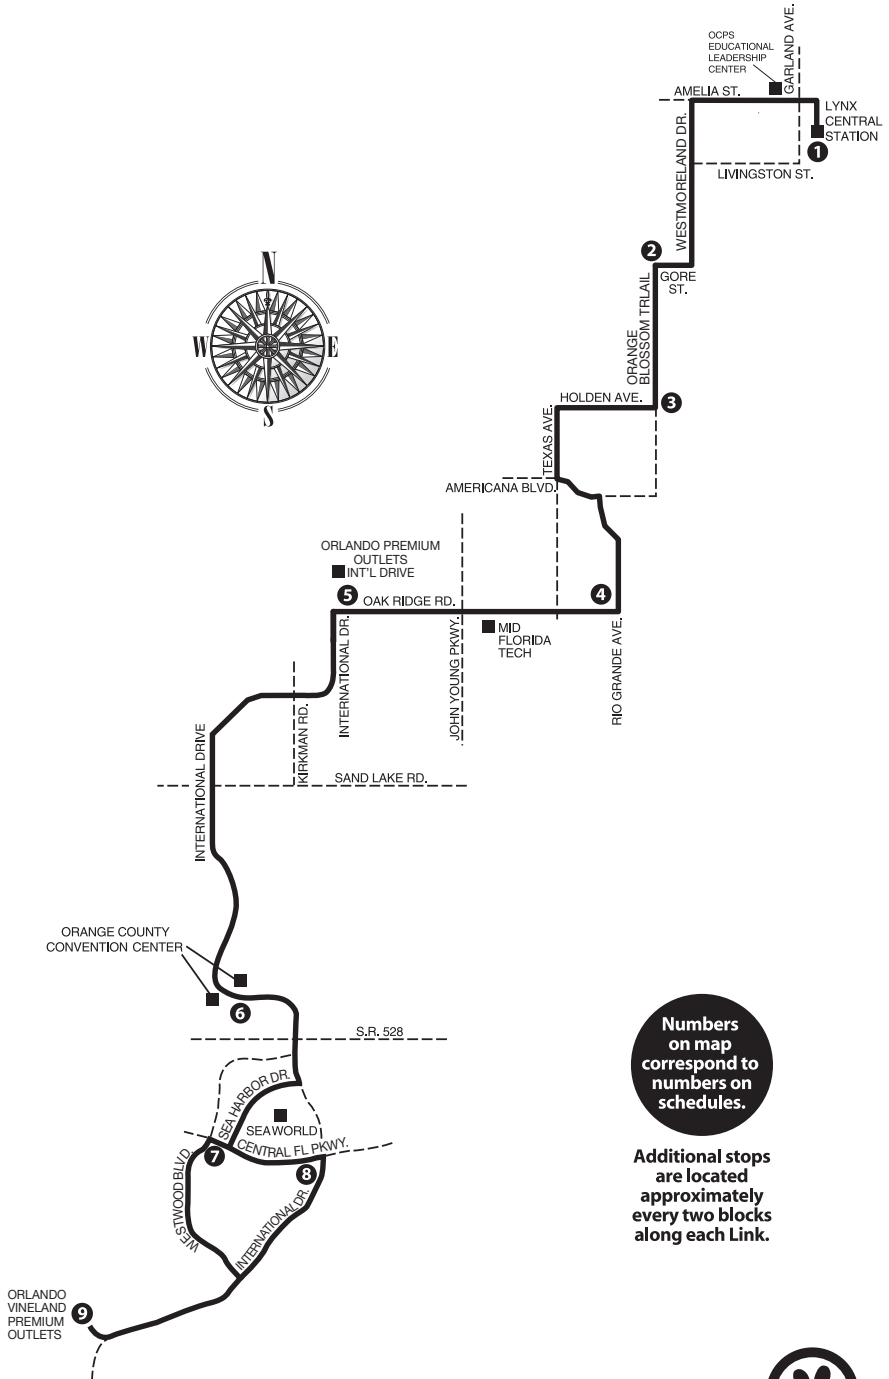 OCPS
EDUCATIONAL
LEADERSHIP
CENTER
GARLAND AVE.
AMELIA ST.
LYNX
CENTRAL
STATION
1
LIVINGSTON ST.
WESTMORELAND DR.
2
GORE
ST.
ORANGE
BLOSSOM TRLAIL
N
W
E
S
HOLDEN AVE.
3
TEXAS AVE.
AMERICANA BLVD.
ORLANDO PREMIUM
OUTLETS
INT'L DRIVE
5
OAK RIDGE RD.
4
MID
FLORIDA
TECH
INTERNATIONAL DR.
JOHN YOUNG PKWY.
RIO GRANDE AVE.
KIRKMAN RD.
INTERNATIONAL DRIVE
SAND LAKE RD.
ORANGE COUNTY
CONVENTION CENTER
6
S.R. 528
SEA HARBOR DR.
SEAWORLD
CENTRAL FL PKWY.
7
8
WESTWOOD BLVD.
INTERNATIONAL DR.
ORLANDO
VINELAND
PREMIUM
OUTLETS
9
Numbers
on map
correspond to
numbers on
schedules.
Additional stops
are located
approximately
every two blocks
along each Link.